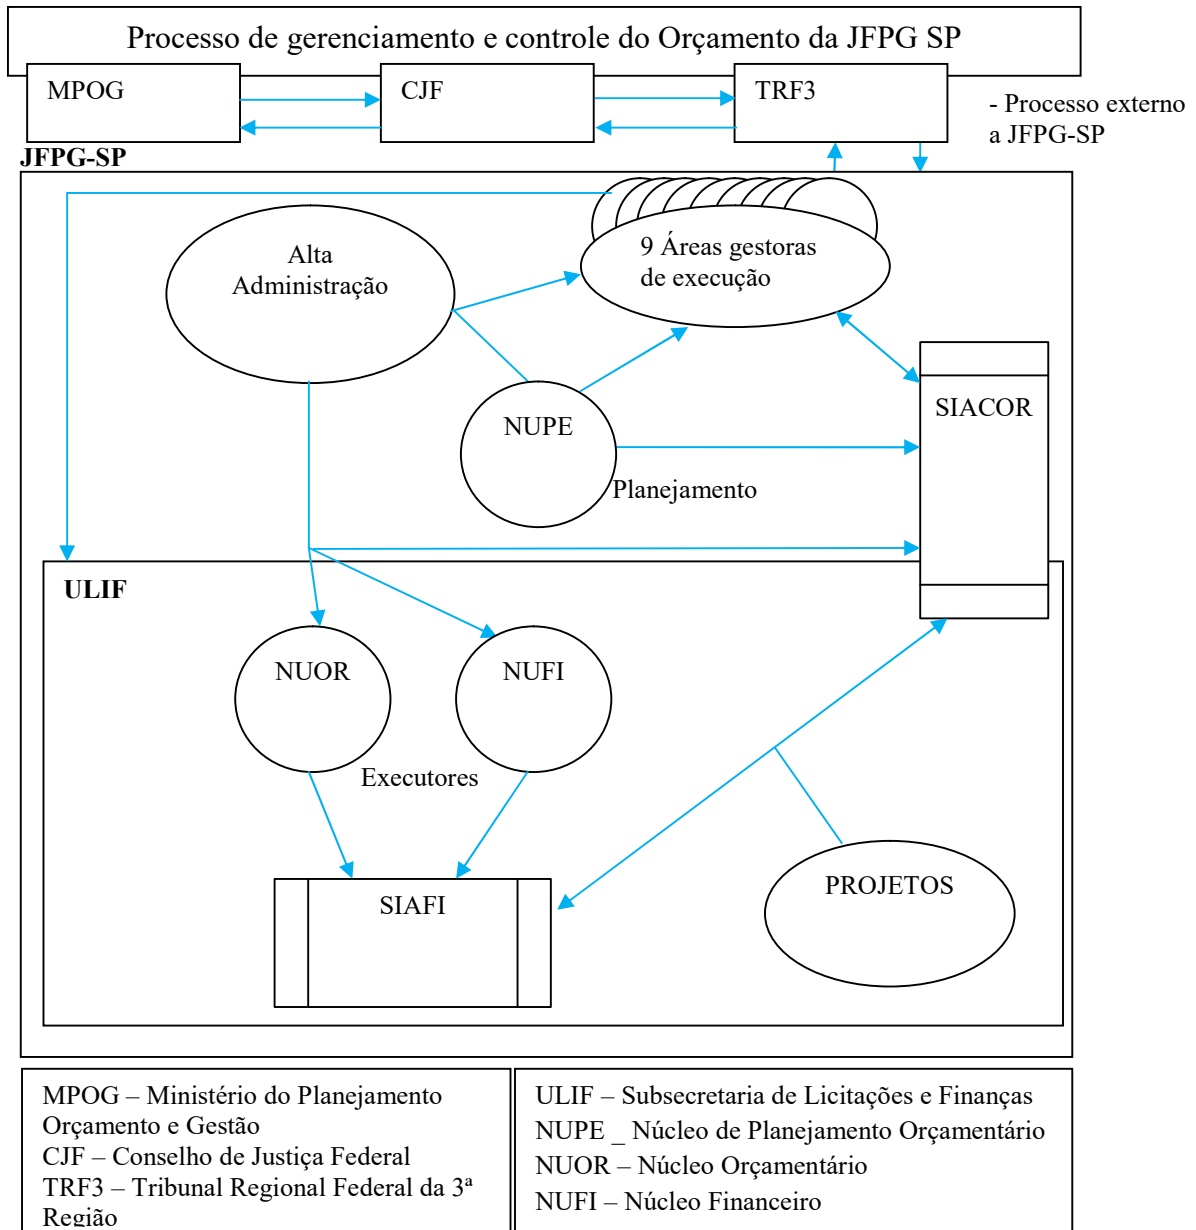 Processo de gerenciamento e controle do Orçamento da JFPG SP
MPOG
CJF
TRF3
- Processo externo
a JFPG-SP
JFPG-SP
Alta
Administração
9 Áreas gestoras
de execução
SIACOR
NUPE
Planejamento
ULIF
NUOR
NUFI
Executores
SIAFI
PROJETOS
MPOG – Ministério do Planejamento
Orçamento e Gestão
CJF – Conselho de Justiça Federal
TRF3 – Tribunal Regional Federal da 3ª
Região
ULIF – Subsecretaria de Licitações e Finanças
NUPE _ Núcleo de Planejamento Orçamentário
NUOR – Núcleo Orçamentário
NUFI – Núcleo Financeiro